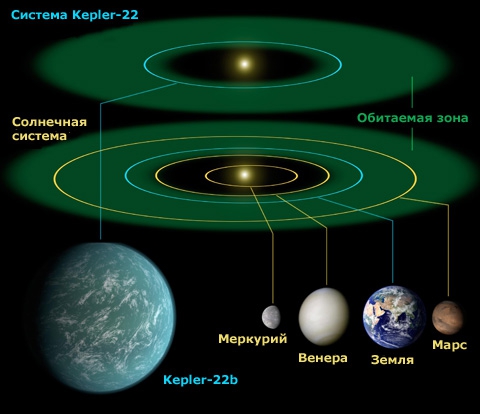 Система Kepler-22
Солнечная
система
Обитаемая зона
Меркурий
Венера
Земля
Марс
Kepler-22b